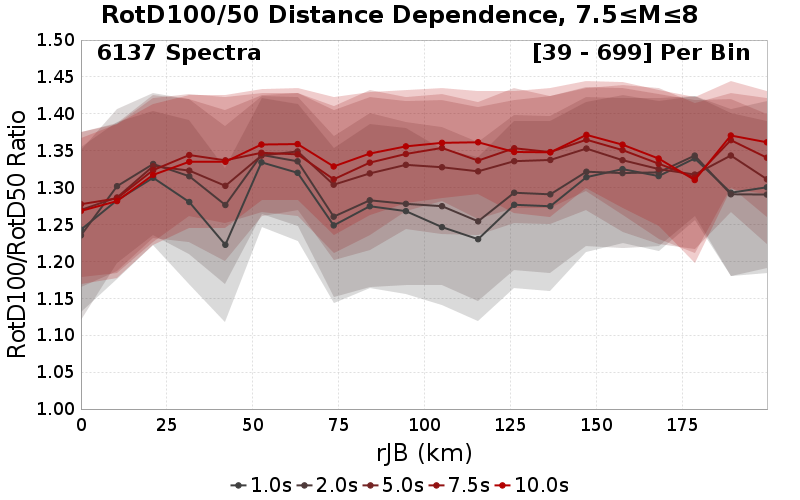 RotD100/50 Distance Dependence, 7.5≤M≤8
6137 Spectra
[39 - 699] Per Bin
RotD100/RotD50 Ratio
1.50
1.45
1.40
1.35
1.30
1.25
1.20
1.15
1.10
1.05
1.00
0 25 50 75 100 125 150 175
rJB (km)
1.0s 2.0s 5.0s 7.5s 10.0s